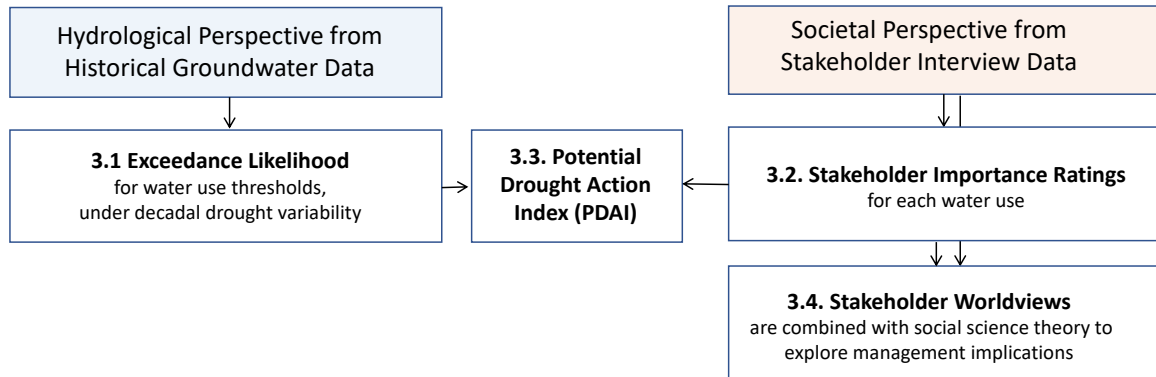 Hydrological Perspective from
Historical Groundwater Data
Societal Perspective from
Stakeholder Interview Data
3.1 Exceedance Likelihood
for water use thresholds,
under decadal drought variability
3.3. Potential
Drought Action
Index (PDAI)
3.2. Stakeholder Importance Ratings
for each water use
3.4. Stakeholder Worldviews
are combined with social science theory to
explore management implications